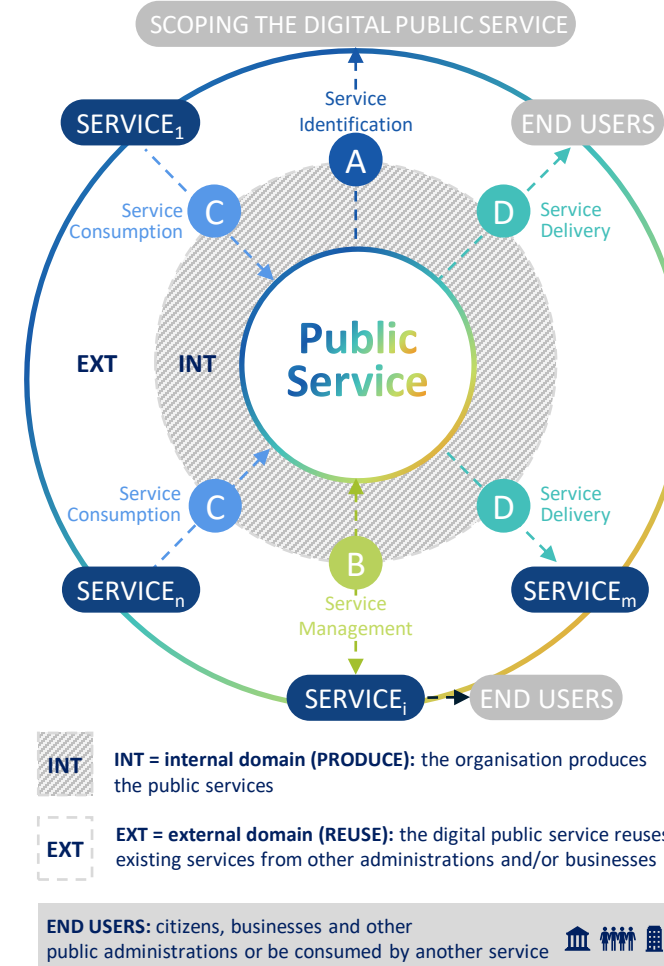 SCOPING THE DIGITAL PUBLIC SERVICE
Service
Identification
SERVICE₁
END USERS
A
Service
Consumption
C
D
Service
Delivery
EXT
INT
Public
Service
Service
Consumption
C
D
Service
Delivery
B
SERVICEₙ
Service
Management
SERVICEₘ
SERVICEᵢ
END USERS
INT
INT = internal domain (PRODUCE): the organisation produces
the public services
EXT
EXT = external domain (REUSE): the digital public service reuses
existing services from other administrations and/or businesses
END USERS: citizens, businesses and other
public administrations or be consumed by another service